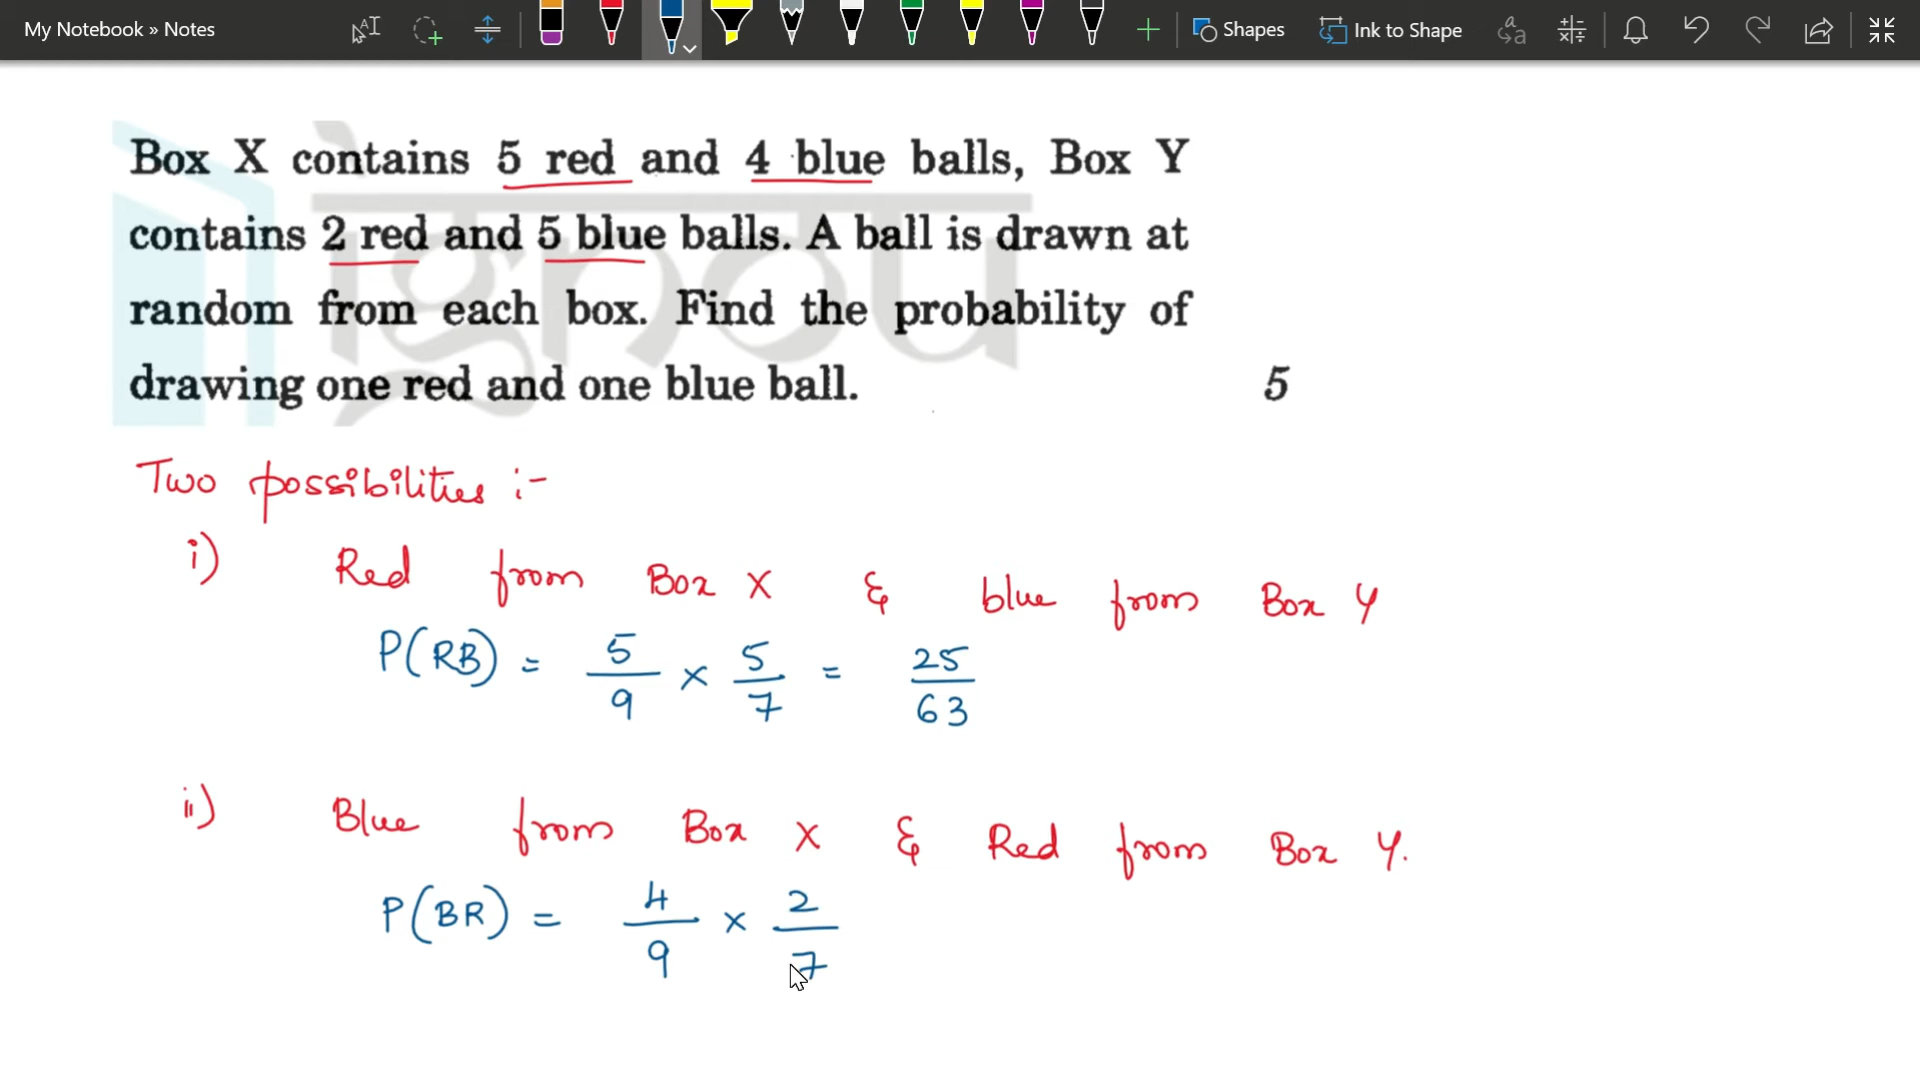 My Notebook » Notes
Shapes
Ink to Shape
Box X contains 5 red and 4 blue balls, Box Y
contains 2 red and 5 blue balls. A ball is drawn at
random from each box. Find the probability of
drawing one red and one blue ball. 5
ignou
Two possibilities :-
i) Red from Box X & blue from Box Y
P(RB) = 5/9 × 5/7 = 25/63
ii) Blue from Box X & Red from Box Y.
P(BR) = 4/9 × 2/7